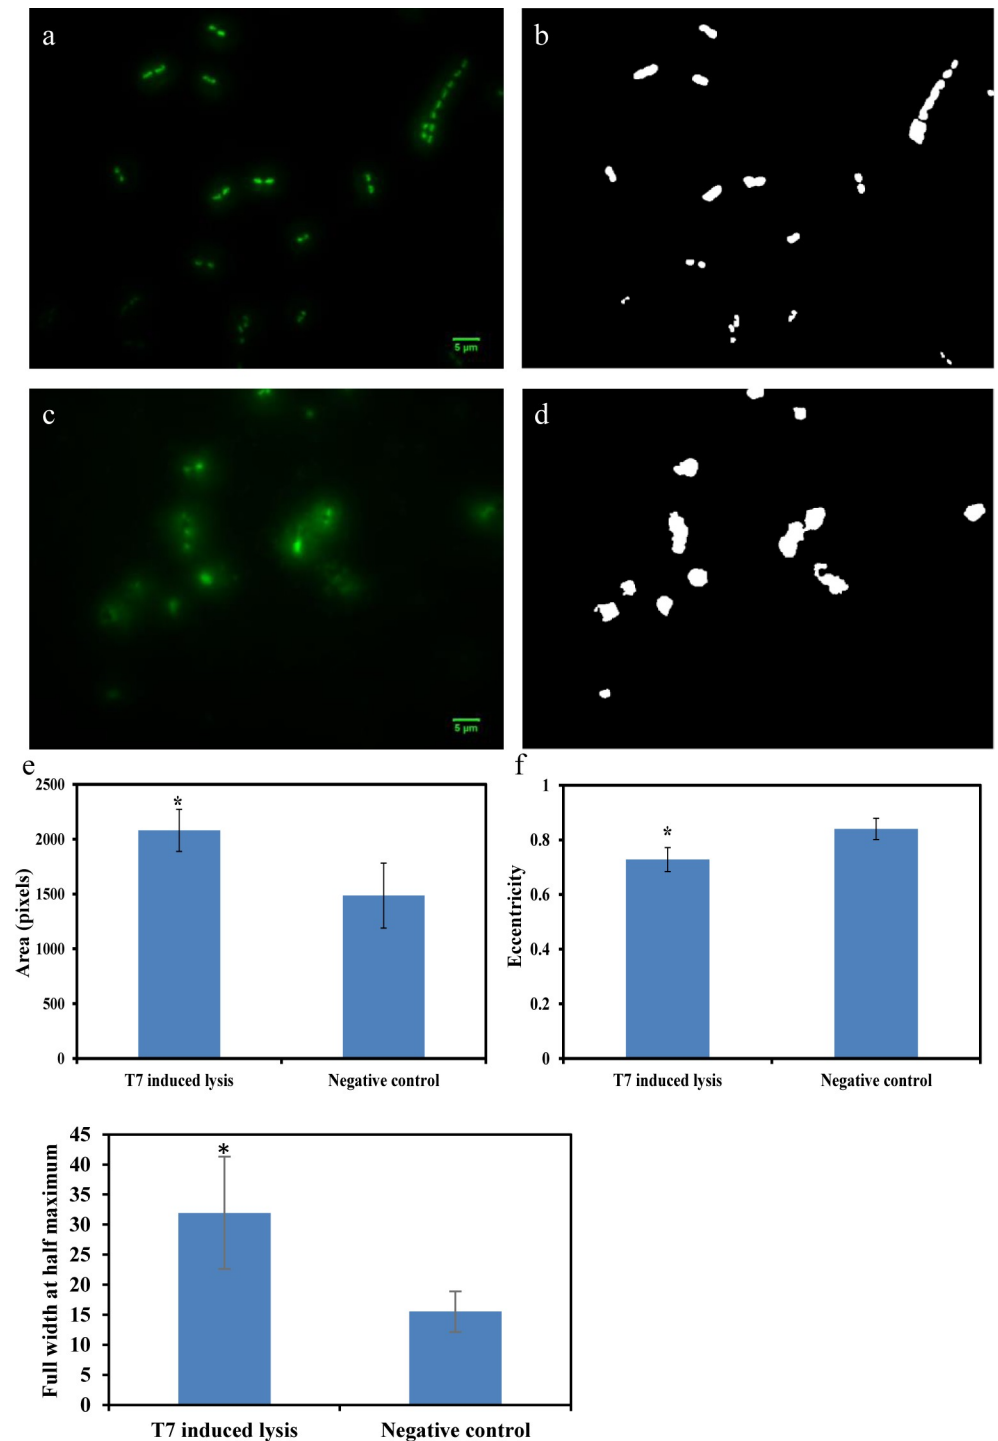 a
b
5 μm
c
d
5 μm
e
f
2500
2000
1500
1000
500
0
Area (pixels)
*
T7 induced lysis
Negative control
1
0.8
0.6
0.4
0.2
0
Eccentricity
*
T7 induced lysis
Negative control
45
40
35
30
25
20
15
10
5
0
Full width at half maximum
*
T7 induced lysis
Negative control